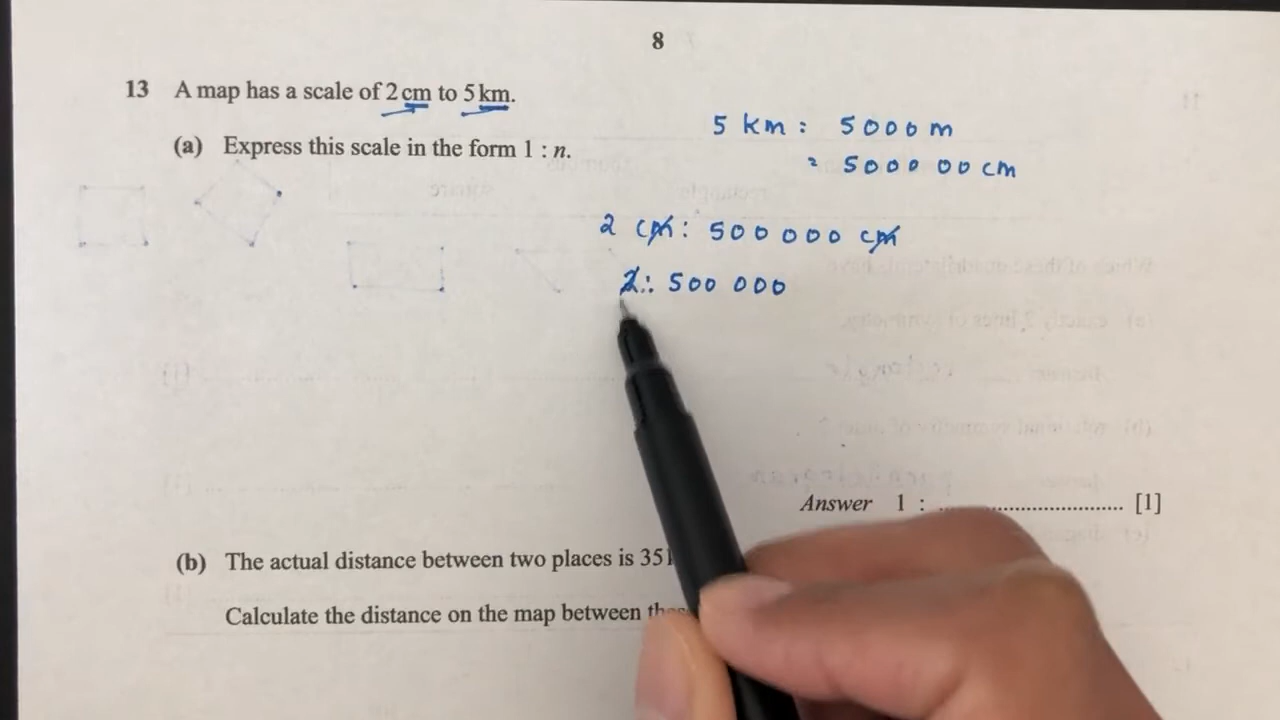 8
13 A map has a scale of 2 cm to 5 km.
(a) Express this scale in the form 1 : n.
5 km = 5000 m
= 5000 00 cm
2 cm : 500 000 cm
2 : 500 000
Answer 1 : .............................. [1]
(b) The actual distance between two places is 35
Calculate the distance on the map between